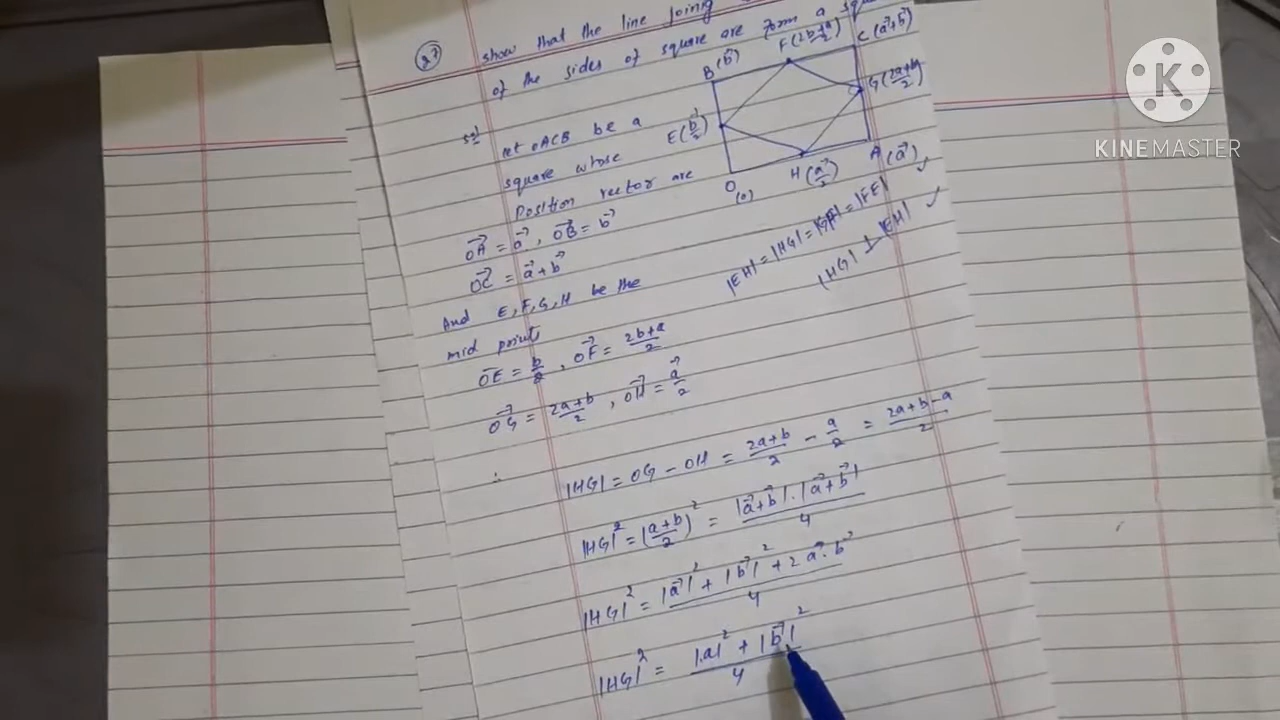 27 show that the line joing
of the sides of square are form a squ
Sol
let OACB be a
square whose
Position vector are
OA⃗ = a⃗, OB⃗ = b⃗
OC⃗ = a⃗+b⃗
And E, F, G, H be the
mid point
OE⃗ = b/2, OF⃗ = 2b+a/2
OG⃗ = 2a+b/2, OH⃗ = a⃗/2
B(b⃗)
F(2b+a/2)
C(a⃗+b⃗)
E(b⃗/2)
G(2a+b/2)
O(o)
H(a⃗/2)
A(a⃗)
|EH| = |HG| = |GF| = |FE| ✓
|HG| ⊥ |EH| ✓
∴ |HG| = OG - OH = 2a+b/2 - a/2 = 2a+b-a/2
|HG|² = |a+b/2|² = |a⃗+b⃗|.|a⃗+b⃗|/4
|HG|² = |a⃗|² + |b⃗|² + 2a⃗.b⃗/4
|HG|² = |a|² + |b⃗|²/4
K
KINEMASTER